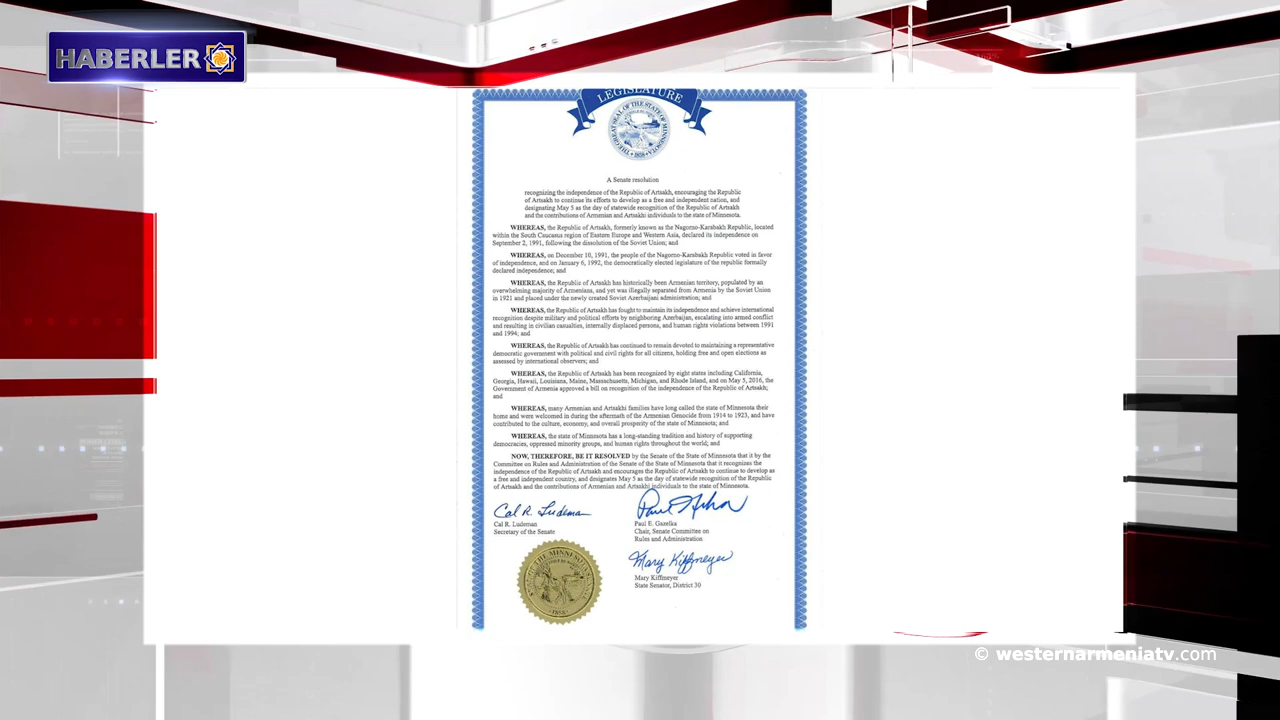 HABERLER
LEGISLATURE
THE GREAT SEAL OF THE STATE OF MINNESOTA
1858
A Senate resolution
recognizing the independence of the Republic of Artsakh, encouraging the Republic
of Artsakh to continue its efforts to develop as a free and independent nation, and
designating May 5 as the day of statewide recognition of the Republic of Artsakh
and the contributions of Armenian and Artsakhi individuals to the state of Minnesota.
WHEREAS, the Republic of Artsakh, formerly known as the Nagorno-Karabakh Republic, located
within the South Caucasus region of Eastern Europe and Western Asia, declared its independence on
September 2, 1991, following the dissolution of the Soviet Union; and
WHEREAS, on December 10, 1991, the people of the Nagorno-Karabakh Republic voted in favor
of independence, and on January 6, 1992, the democratically elected legislature of the republic formally
declared independence; and
WHEREAS, the Republic of Artsakh has historically been Armenian territory, populated by an
overwhelming majority of Armenians, and yet was illegally separated from Armenia by the Soviet Union
in 1921 and placed under the newly created Soviet Azerbaijani administration; and
WHEREAS, the Republic of Artsakh has fought to maintain its independence and achieve international
recognition despite military and political efforts by neighboring Azerbaijan, escalating into armed conflict
and resulting in civilian casualties, internally displaced persons, and human rights violations between 1991
and 1994; and
WHEREAS, the Republic of Artsakh has continued to remain devoted to maintaining a representative
democratic government with political and civil rights for all citizens, holding free and open elections as
assessed by international observers; and
WHEREAS, the Republic of Artsakh has been recognized by eight states including California,
Georgia, Hawaii, Louisiana, Maine, Massachusetts, Michigan, and Rhode Island, and on May 5, 2016, the
Government of Armenia approved a bill on recognition of the independence of the Republic of Artsakh;
and
WHEREAS, many Armenian and Artsakhi families have long called the state of Minnesota their
home and were welcomed in during the aftermath of the Armenian Genocide from 1914 to 1923, and have
contributed to the culture, economy, and overall prosperity of the state of Minnesota; and
WHEREAS, the state of Minnesota has a long-standing tradition and history of supporting
democracies, oppressed minority groups, and human rights throughout the world; and
NOW, THEREFORE, BE IT RESOLVED by the Senate of the State of Minnesota that it by the
Committee on Rules and Administration of the Senate of the State of Minnesota that it recognizes the
independence of the Republic of Artsakh and encourages the Republic of Artsakh to continue to develop as
a free and independent country, and designates May 5 as the day of statewide recognition of the Republic
of Artsakh and the contributions of Armenian and Artsakhi individuals to the state of Minnesota.
Cal R. Ludeman
Cal R. Ludeman
Secretary of the Senate
Paul E. Gazelka
Chair, Senate Committee on
Rules and Administration
Mary Kiffmeyer
Mary Kiffmeyer
State Senator, District 30
1858
© westernarmeniatv.com